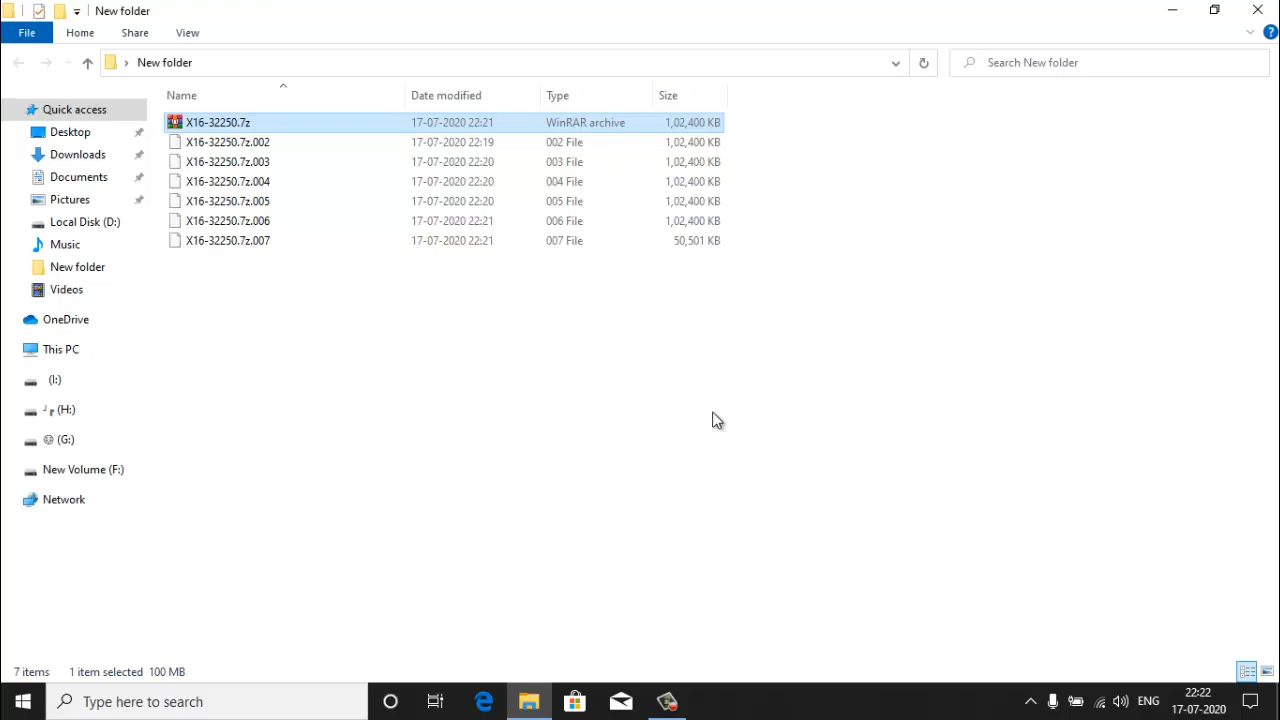 New folder
File Home Share View
New folder
Search New folder
Name Date modified Type Size
Quick access
Desktop
Downloads
Documents
Pictures
Local Disk (D:)
Music
New folder
Videos
OneDrive
This PC
(I:)
(H:)
(G:)
New Volume (F:)
Network
X16-32250.7z 17-07-2020 22:21 WinRAR archive 1,02,400 KB
X16-32250.7z.002 17-07-2020 22:19 002 File 1,02,400 KB
X16-32250.7z.003 17-07-2020 22:20 003 File 1,02,400 KB
X16-32250.7z.004 17-07-2020 22:20 004 File 1,02,400 KB
X16-32250.7z.005 17-07-2020 22:20 005 File 1,02,400 KB
X16-32250.7z.006 17-07-2020 22:21 006 File 1,02,400 KB
X16-32250.7z.007 17-07-2020 22:21 007 File 50,501 KB
7 items 1 item selected 100 MB
Type here to search
ENG
22:22
17-07-2020